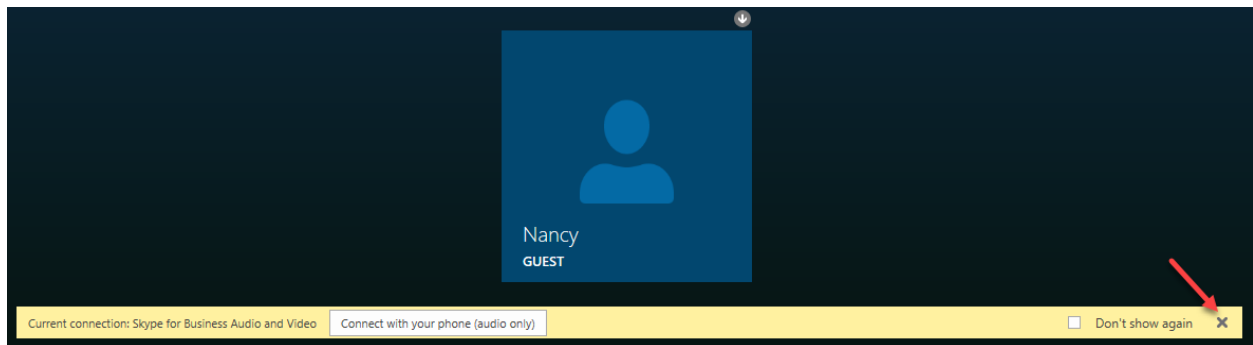 Nancy
GUEST
Current connection: Skype for Business Audio and Video Connect with your phone (audio only) Don't show again